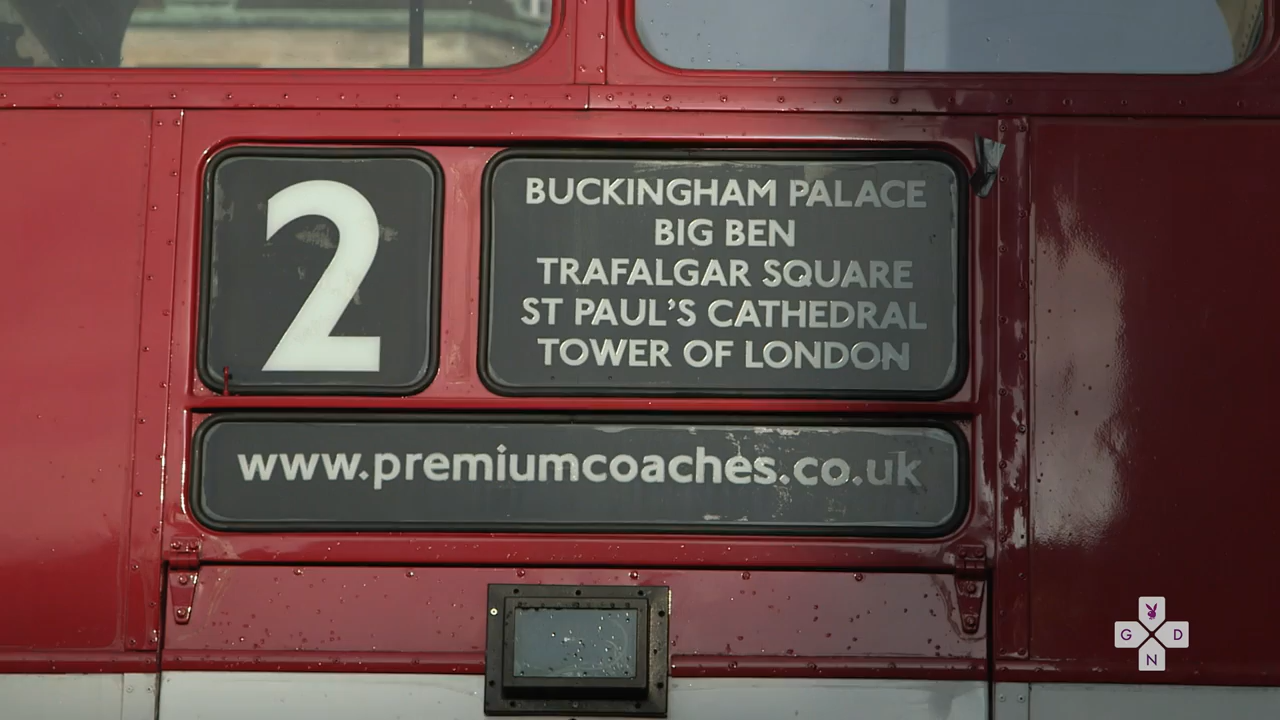 2
BUCKINGHAM PALACE
BIG BEN
TRAFALGAR SQUARE
ST PAUL'S CATHEDRAL
TOWER OF LONDON
www.premiumcoaches.co.uk
G D
N